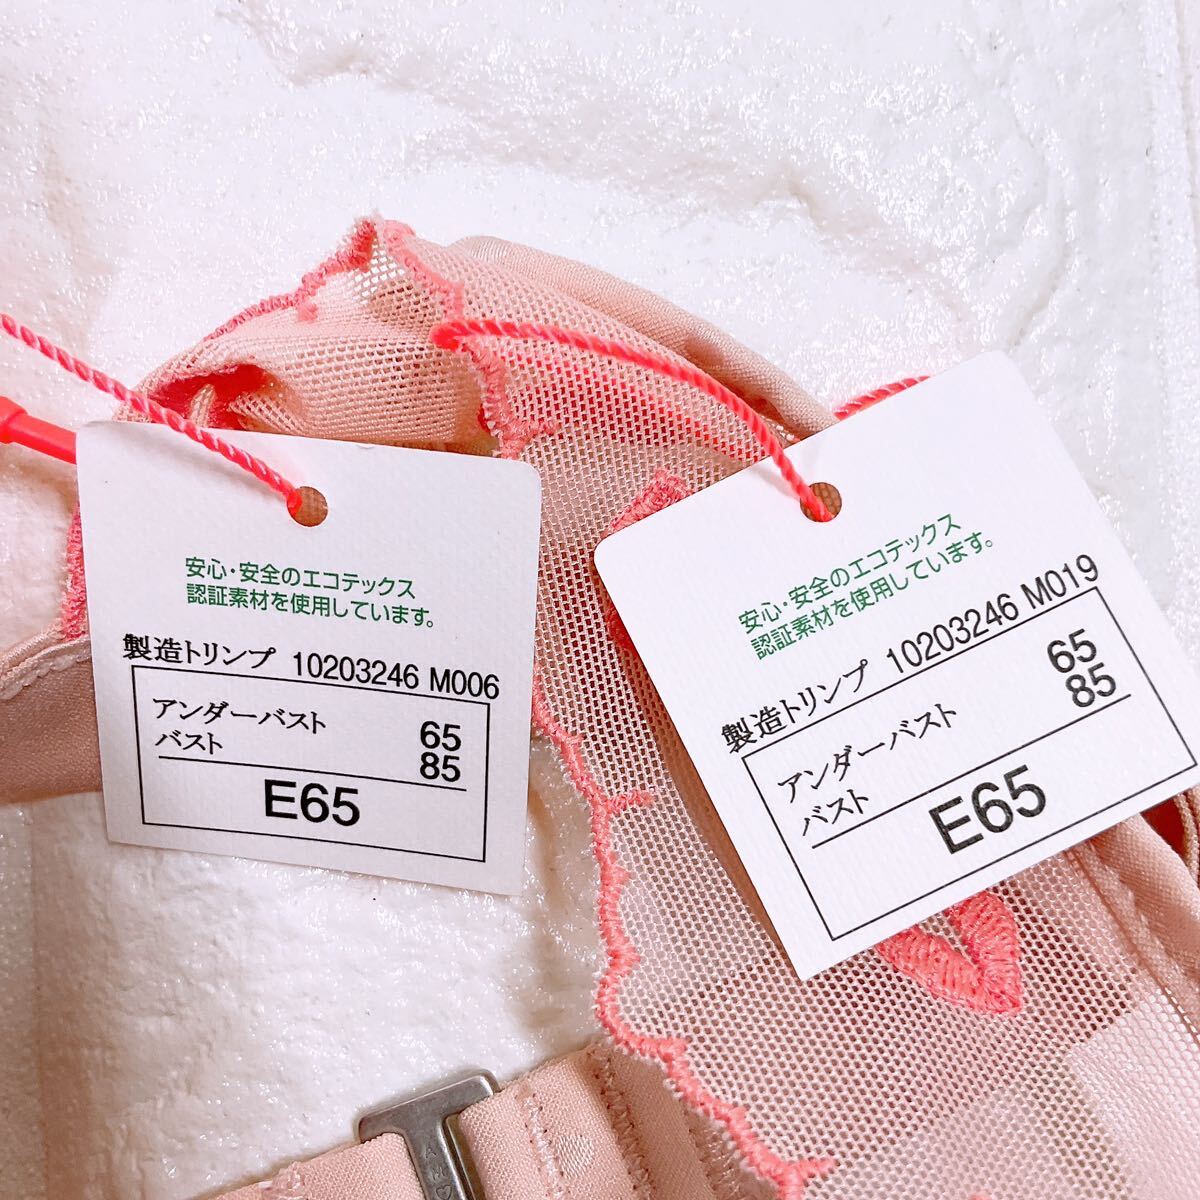 安心・安全のエコテックス
認証素材を使用しています。
製造トリンプ 10203246 M006
アンダーバスト 65
バスト 85
E65
安心・安全のエコテックス
認証素材を使用しています。
製造トリンプ 10203246 M019
アンダーバスト 65
バスト 85
E65